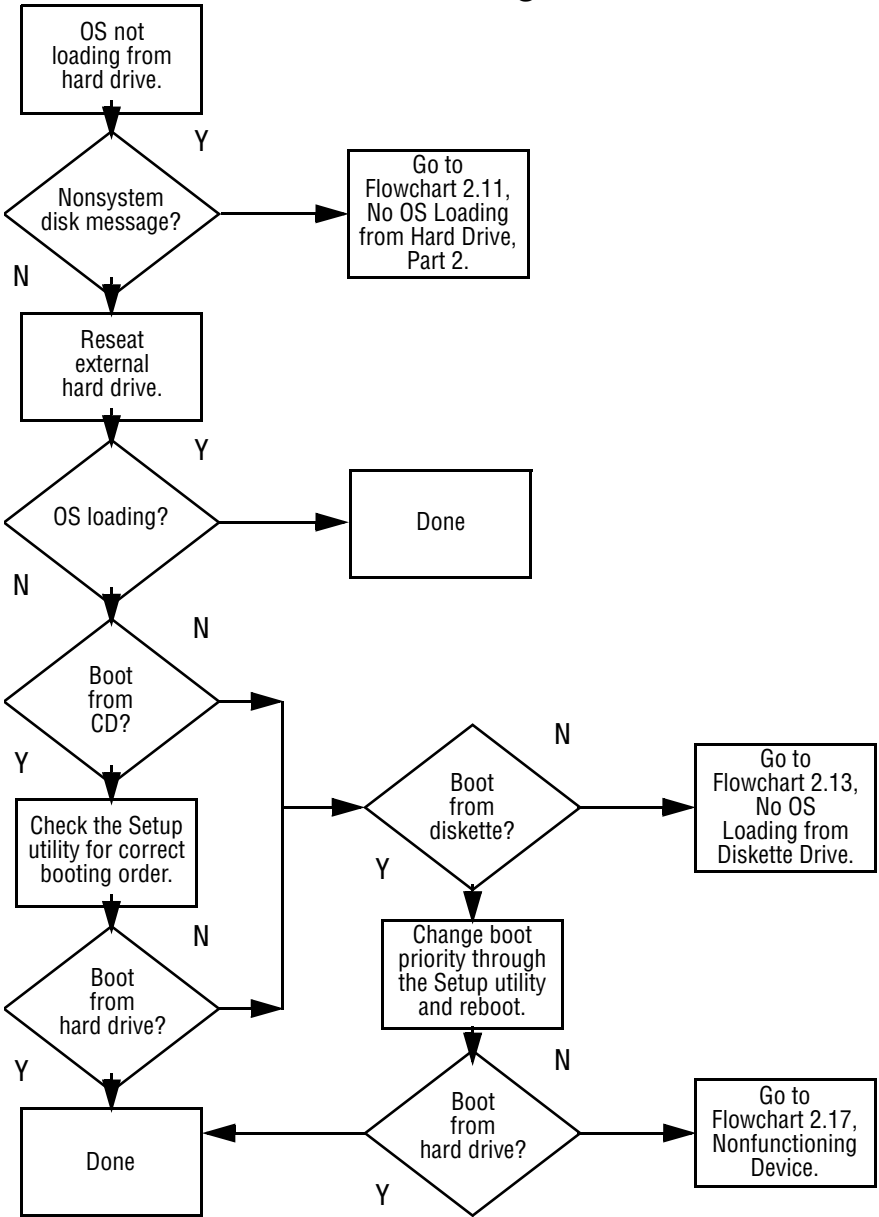 OS not
loading from
hard drive.
Y
Nonsystem
disk message?
Go to
Flowchart 2.11,
No OS Loading
from Hard Drive,
Part 2.
N
Reseat
external
hard drive.
Y
OS loading?
Done
N
N
Boot
from
CD?
Y
Check the Setup
utility for correct
booting order.
N
Boot
from
diskette?
Go to
Flowchart 2.13,
No OS
Loading from
Diskette Drive.
Y
N
Boot
from
hard drive?
Y
Change boot
priority through
the Setup utility
and reboot.
N
Boot
from
hard drive?
Go to
Flowchart 2.17,
Nonfunctioning
Device.
Y
Done